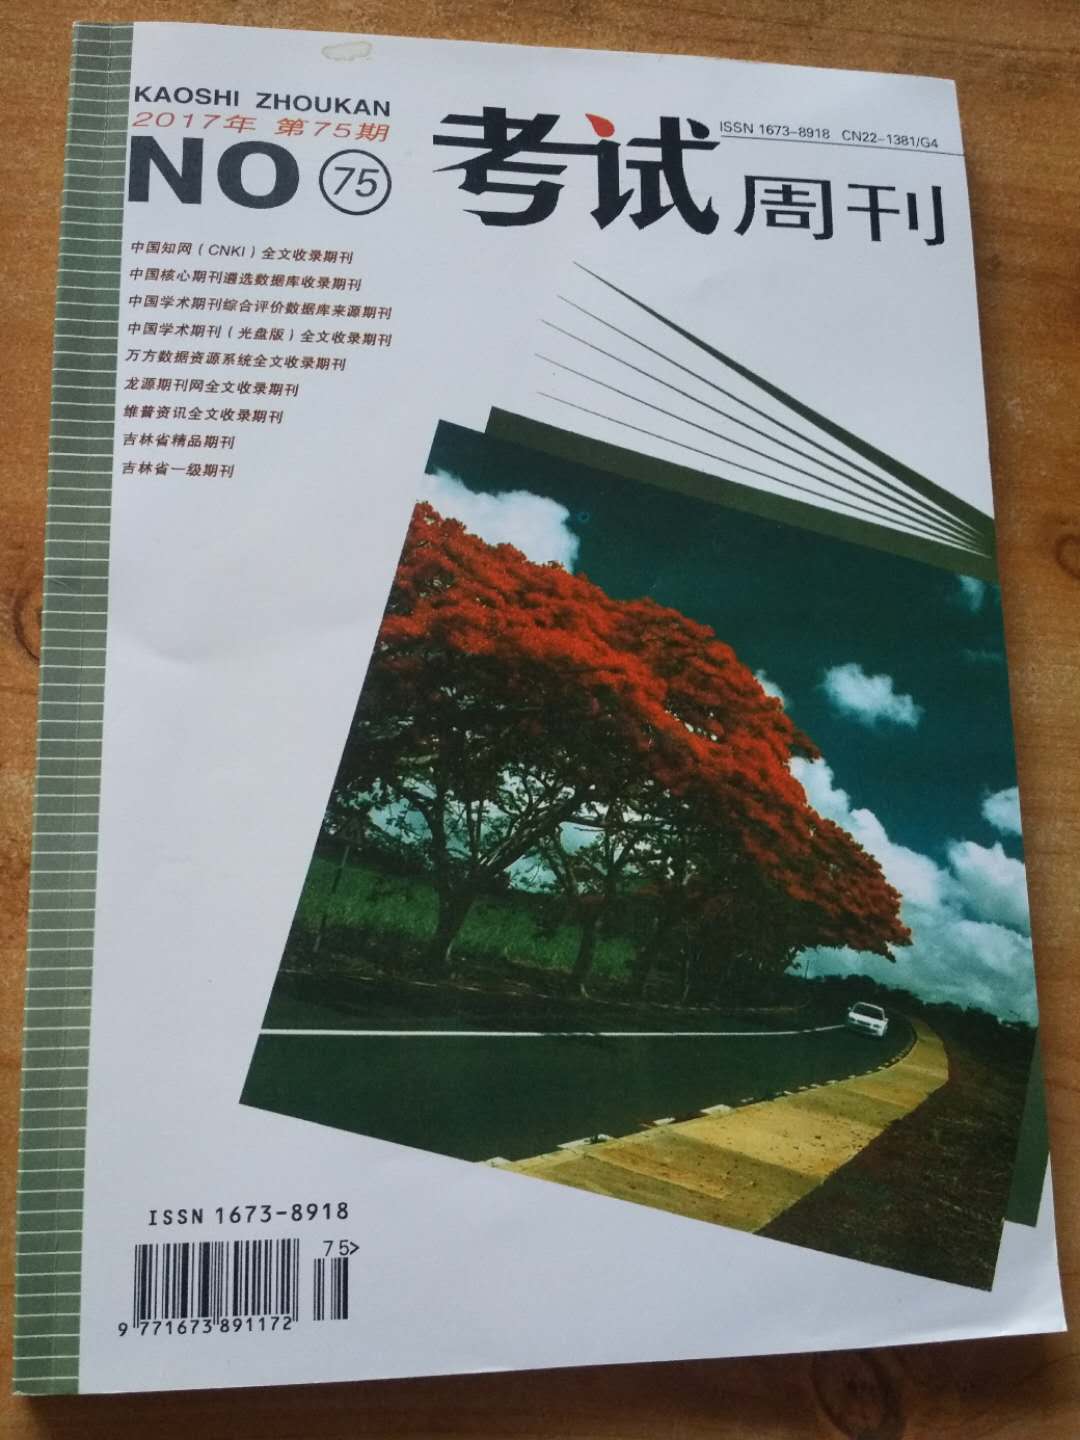 KAOSHI ZHOUKAN
2017年 第75期
NO 75
考试周刊
ISSN 1673-8918 CN22-1381/G4
中国知网（CNKI）全文收录期刊
中国核心期刊遴选数据库收录期刊
中国学术期刊综合评价数据库来源期刊
中国学术期刊（光盘版）全文收录期刊
万方数据资源系统全文收录期刊
龙源期刊网全文收录期刊
维普资讯全文收录期刊
吉林省精品期刊
吉林省一级期刊
ISSN 1673-8918
75>
9 771673 891172